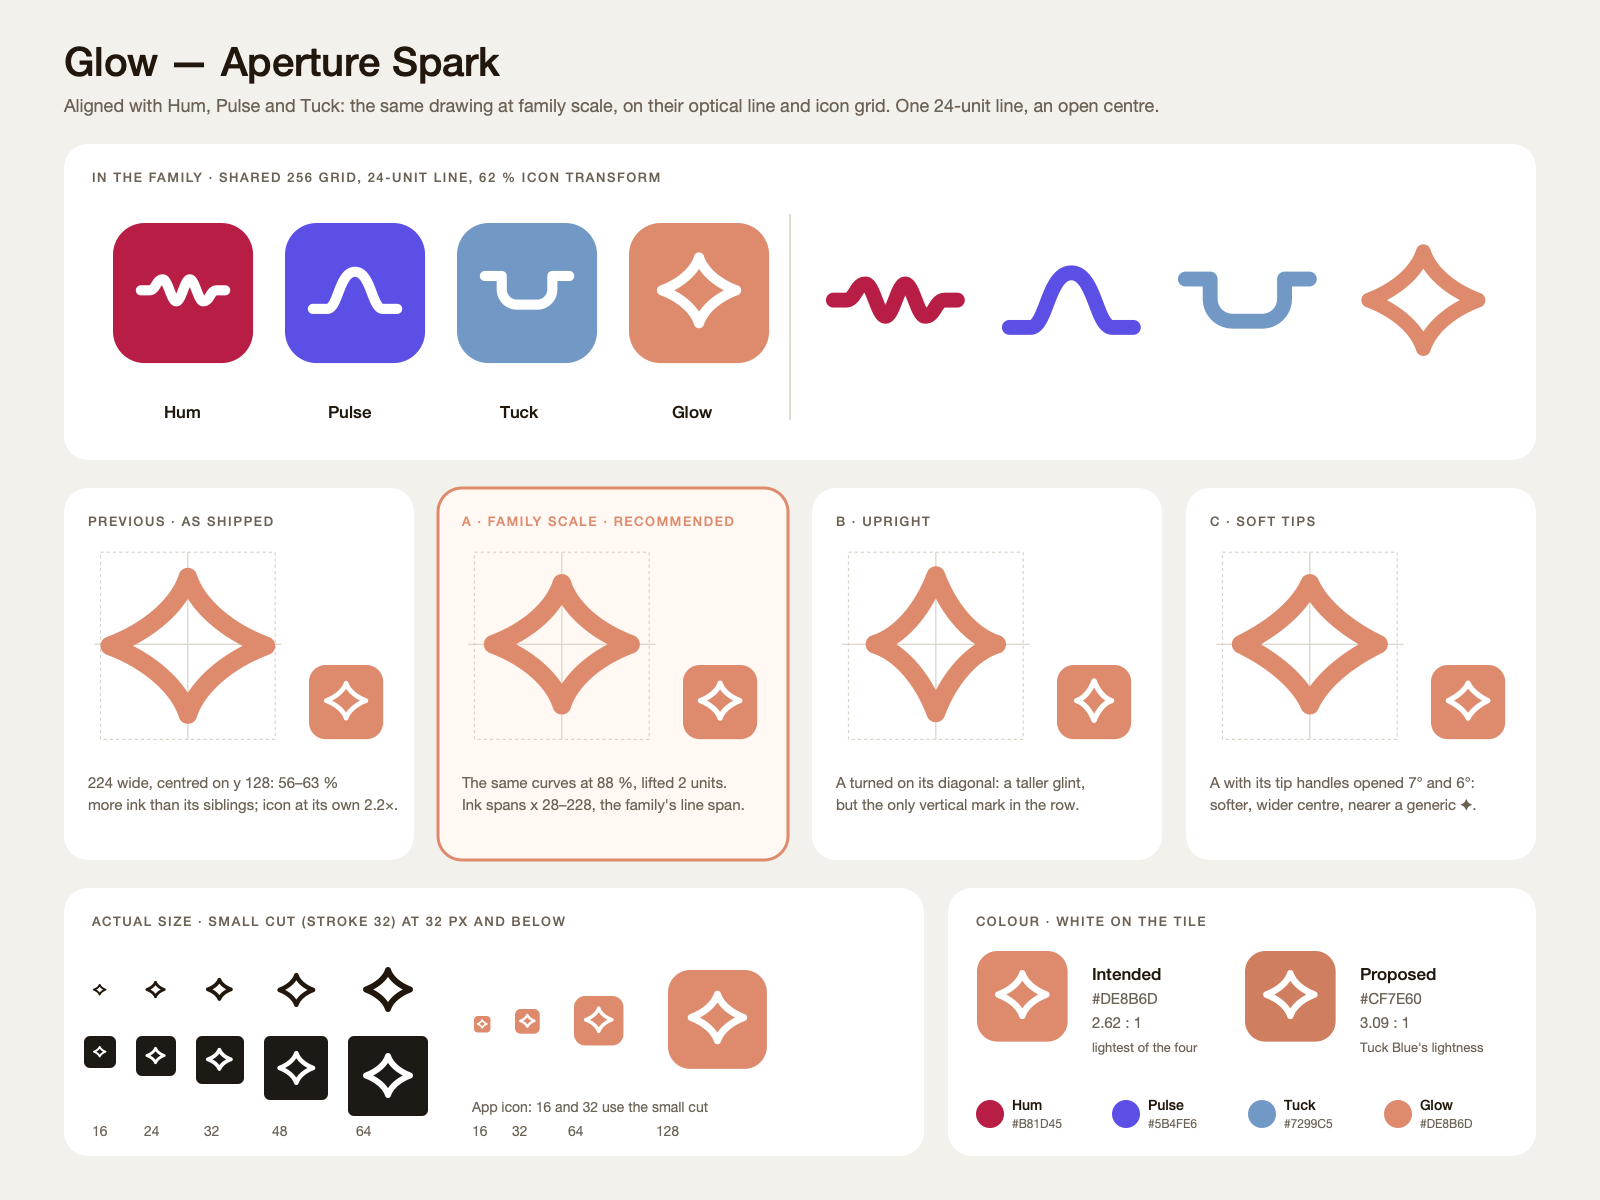 Glow — Aperture Spark
Aligned with Hum, Pulse and Tuck: the same drawing at family scale, on their optical line and icon grid. One 24-unit line, an open centre.
IN THE FAMILY · SHARED 256 GRID, 24-UNIT LINE, 62 % ICON TRANSFORM
Hum
Pulse
Tuck
Glow
PREVIOUS · AS SHIPPED
224 wide, centred on y 128: 56–63 %
more ink than its siblings; icon at its own 2.2×.
A · FAMILY SCALE · RECOMMENDED
The same curves at 88 %, lifted 2 units.
Ink spans x 28–228, the family's line span.
B · UPRIGHT
A turned on its diagonal: a taller glint,
but the only vertical mark in the row.
C · SOFT TIPS
A with its tip handles opened 7° and 6°:
softer, wider centre, nearer a generic ✦.
ACTUAL SIZE · SMALL CUT (STROKE 32) AT 32 PX AND BELOW
16 24 32 48 64
App icon: 16 and 32 use the small cut
16 32 64 128
COLOUR · WHITE ON THE TILE
Intended
#DE8B6D
2.62 : 1
lightest of the four
Proposed
#CF7E60
3.09 : 1
Tuck Blue's lightness
Hum
#B81D45
Pulse
#5B4FE6
Tuck
#7299C5
Glow
#DE8B6D